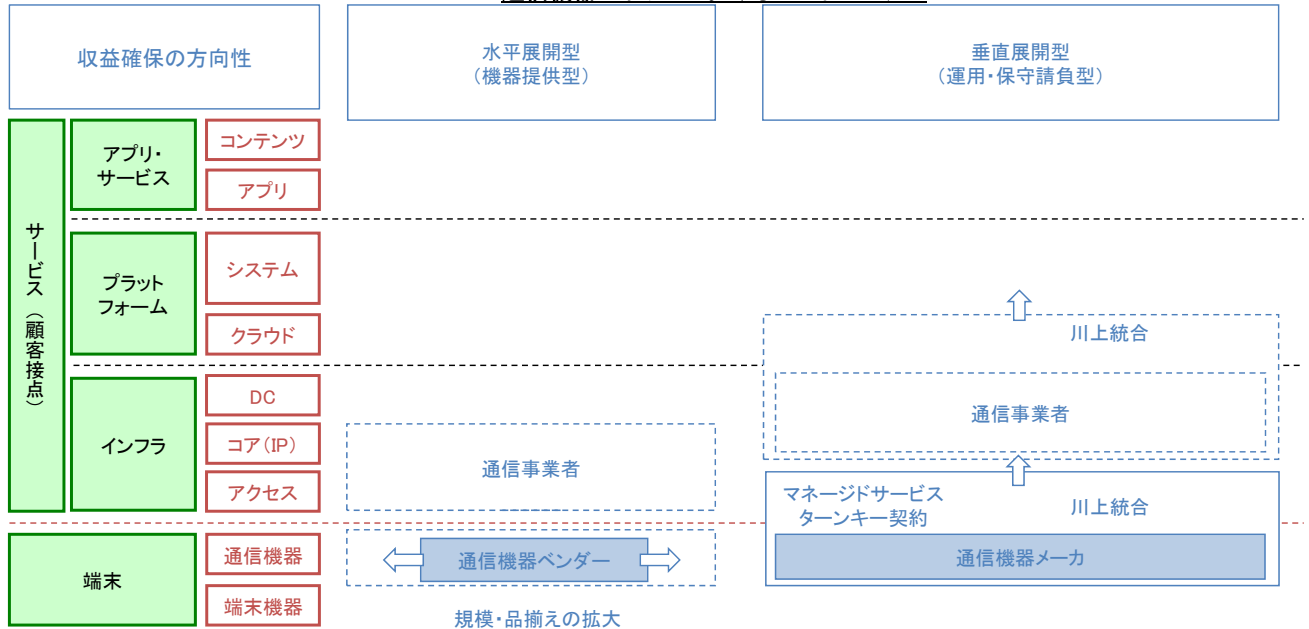 収益確保の方向性
水平展開型
（機器提供型）
垂直展開型
（運用・保守請負型）
サービス（顧客接点）
アプリ・
サービス
コンテンツ
アプリ
プラット
フォーム
システム
クラウド
川上統合
インフラ
DC
コア(IP)
アクセス
通信事業者
通信事業者
マネージドサービス
ターンキー契約
川上統合
端末
通信機器
端末機器
通信機器ベンダー
規模・品揃えの拡大
通信機器メーカ